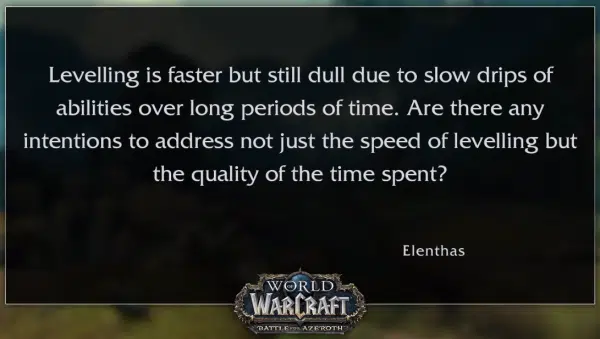 Levelling is faster but still dull due to slow drips of
abilities over long periods of time. Are there any
intentions to address not just the speed of levelling but
the quality of the time spent?
Elenthas
WORLD
OF
WARCRAFT
BATTLE FOR AZEROTH